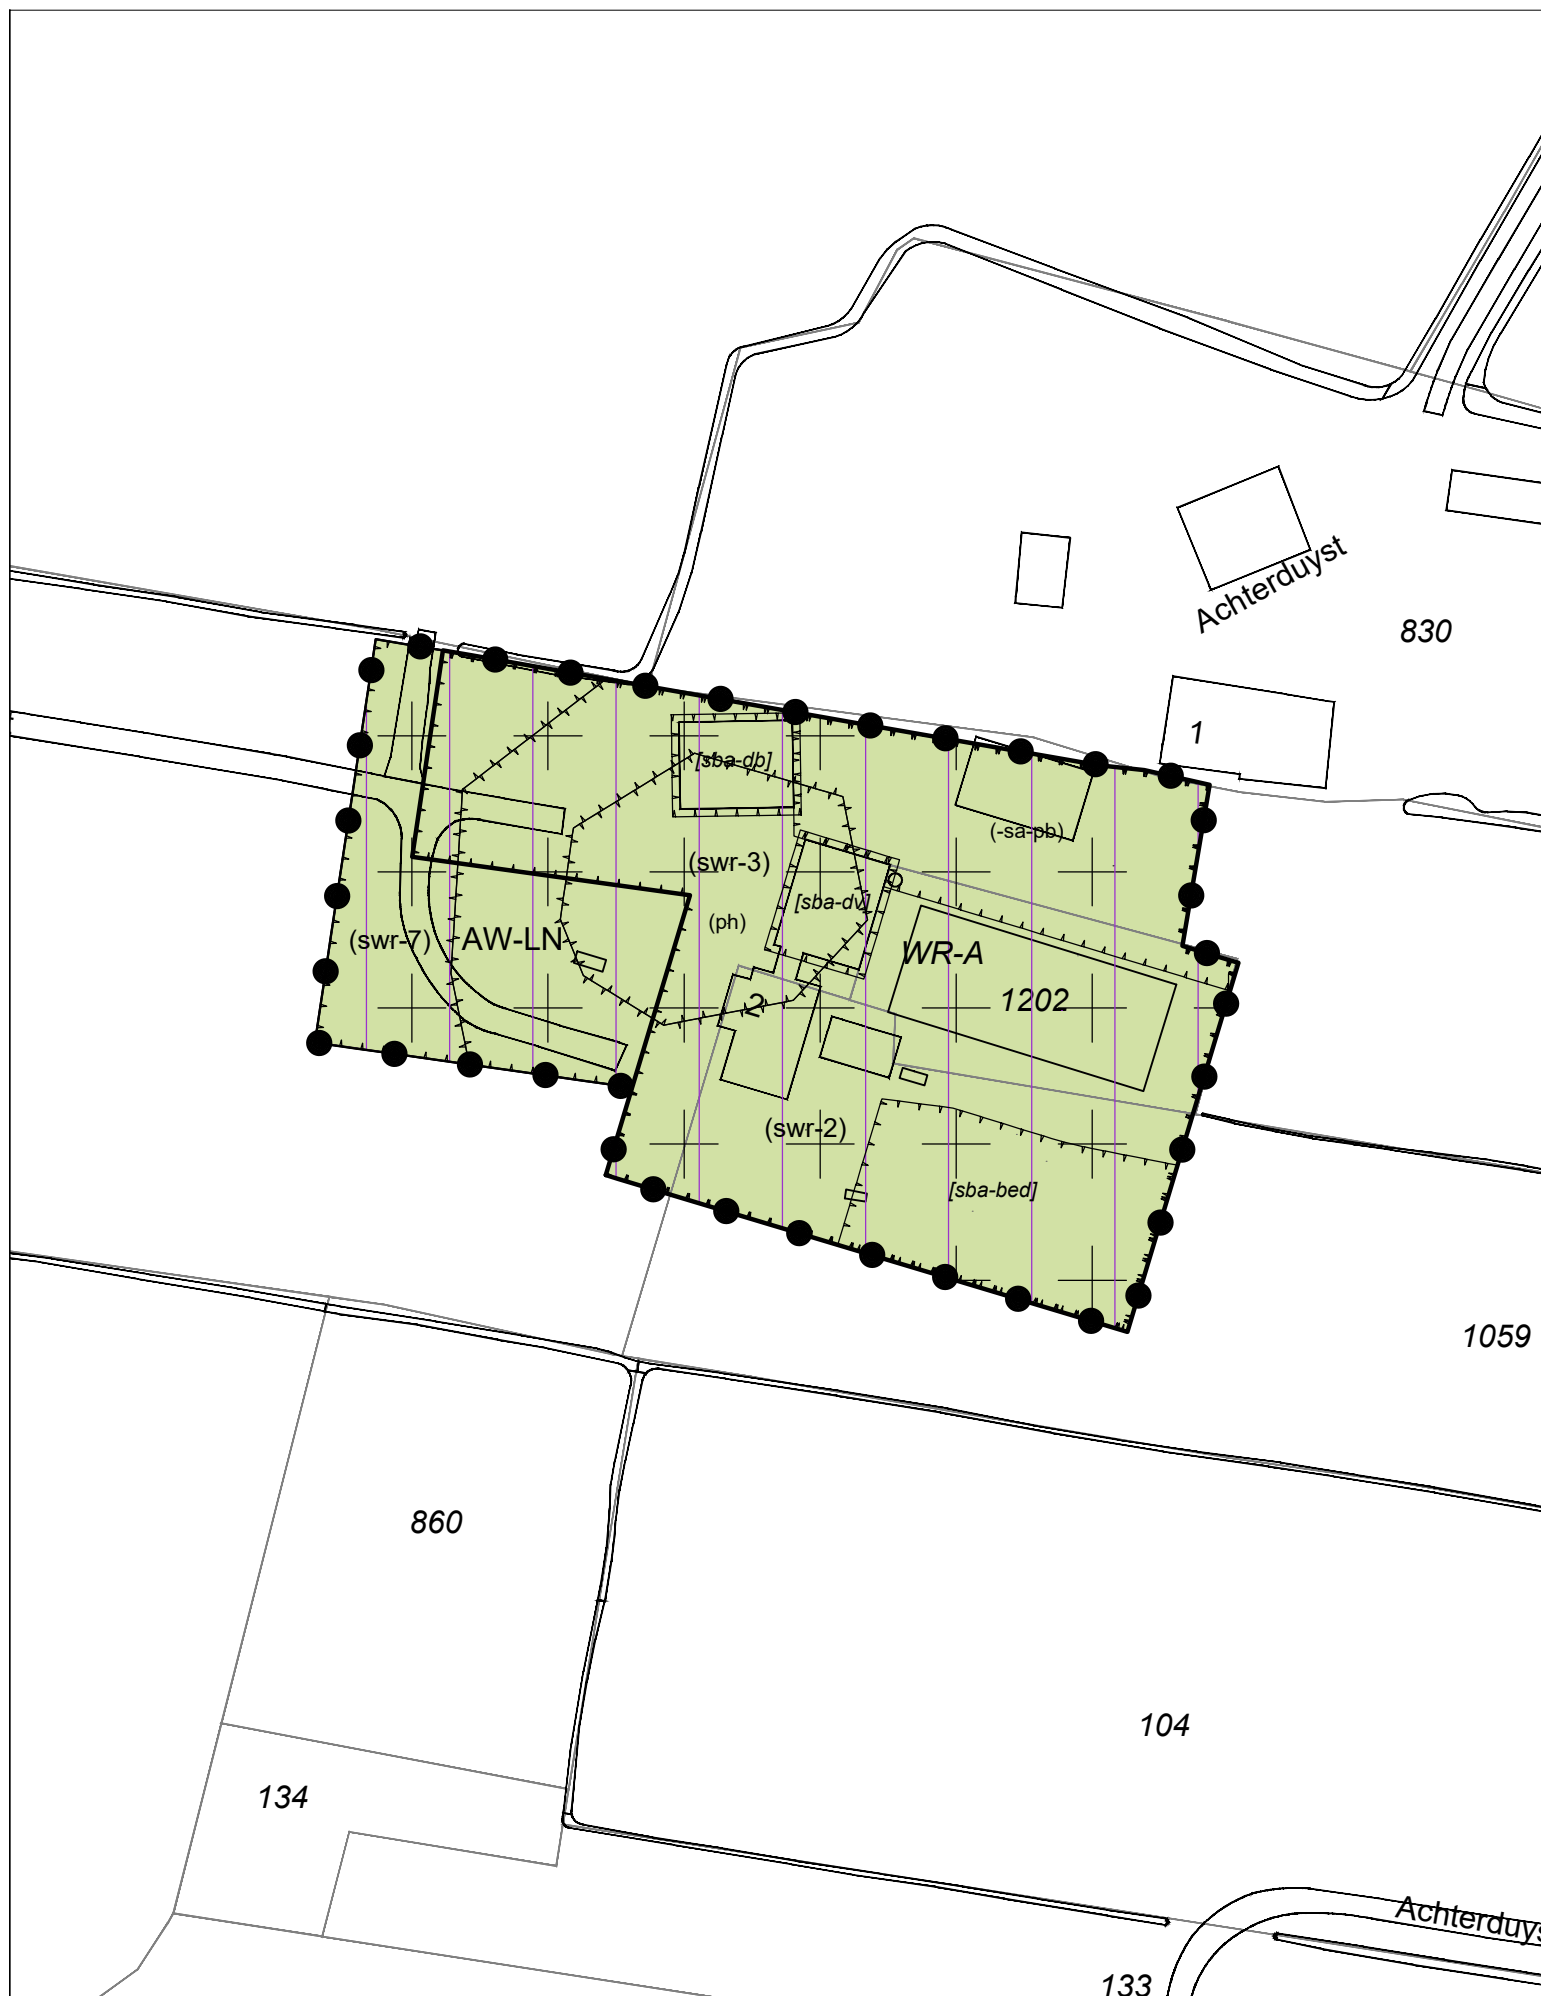 Achterduyst
830
1
[sba-db]
(-sa-pb)
(swr-3)
[sba-dv]
(ph)
(swr-7)
AW-LN
WR-A
1202
2
(swr-2)
[sba-bed]
1059
860
104
134
Achterduys
133